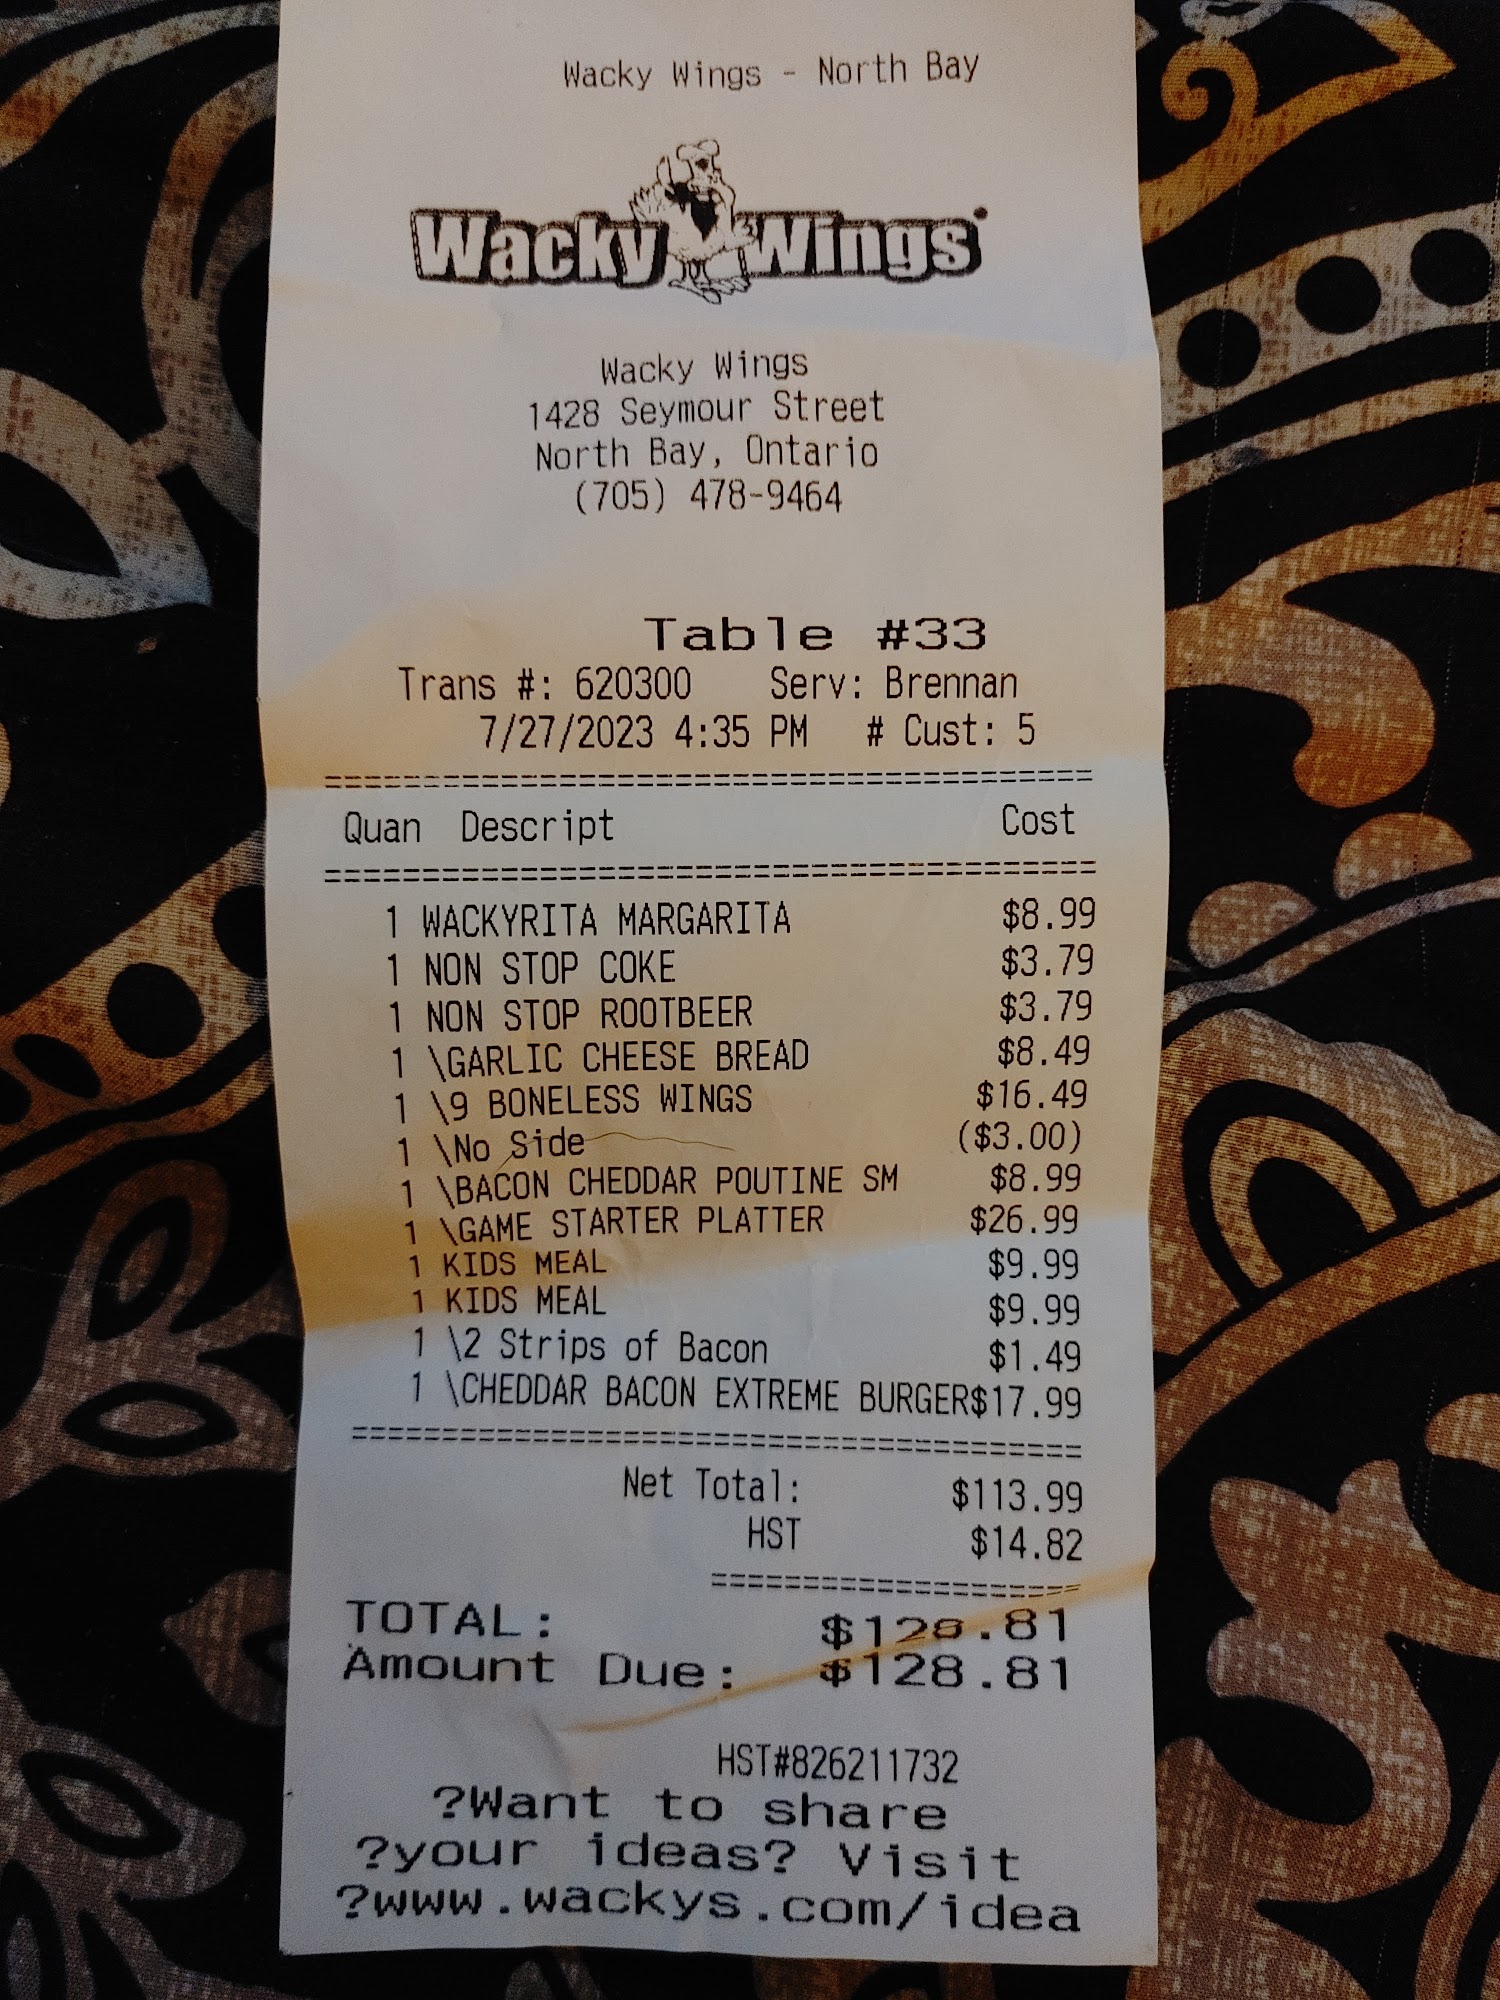 Wacky Wings - North Bay
Wacky Wings
Wacky Wings
1428 Seymour Street
North Bay, Ontario
(705) 478-9464
Table #33
Trans #: 620300 Serv: Brennan
7/27/2023 4:35 PM # Cust: 5
========================================
Quan Descript Cost
========================================
1 WACKYRITA MARGARITA $8.99
1 NON STOP COKE $3.79
1 NON STOP ROOTBEER $3.79
1 \GARLIC CHEESE BREAD $8.49
1 \9 BONELESS WINGS $16.49
1 \No Side ($3.00)
1 \BACON CHEDDAR POUTINE SM $8.99
1 \GAME STARTER PLATTER $26.99
1 KIDS MEAL $9.99
1 KIDS MEAL $9.99
1 \2 Strips of Bacon $1.49
1 \CHEDDAR BACON EXTREME BURGER$17.99
========================================
Net Total: $113.99
HST $14.82
====================
TOTAL: $128.81
Amount Due: $128.81
HST#826211732
?Want to share
?your ideas? Visit
?www.wackys.com/idea